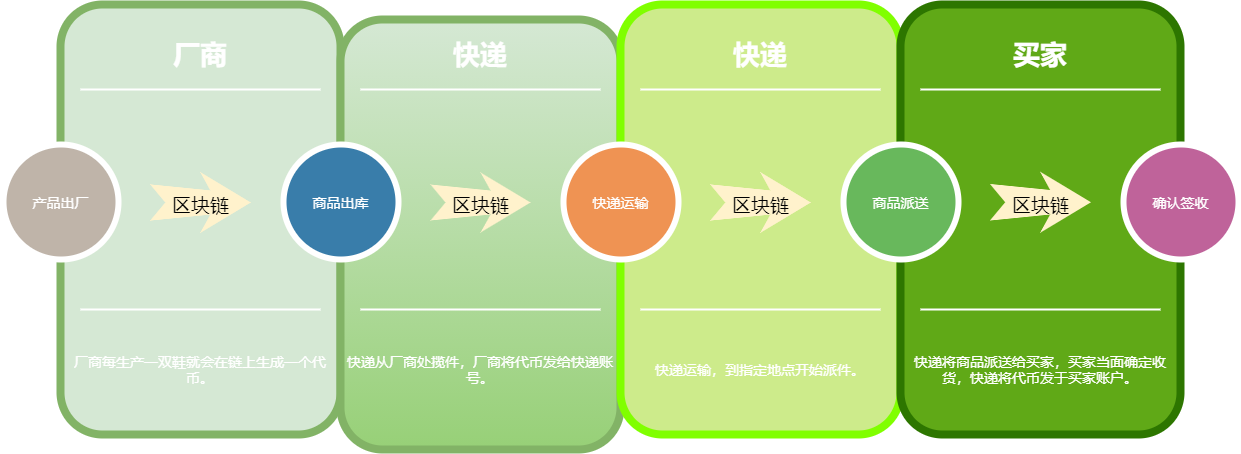 厂商
快递
快递
买家
产品出厂
区块链
商品出库
区块链
快递运输
区块链
商品派送
区块链
确认签收
厂商每生产一双鞋就会在链上生成一个代
币。
快递从厂商处揽件，厂商将代币发给快递账
号。
快递运输，到指定地点开始派件。
快递将商品派送给买家，买家当面确定收
货，快递将代币发于买家账户。